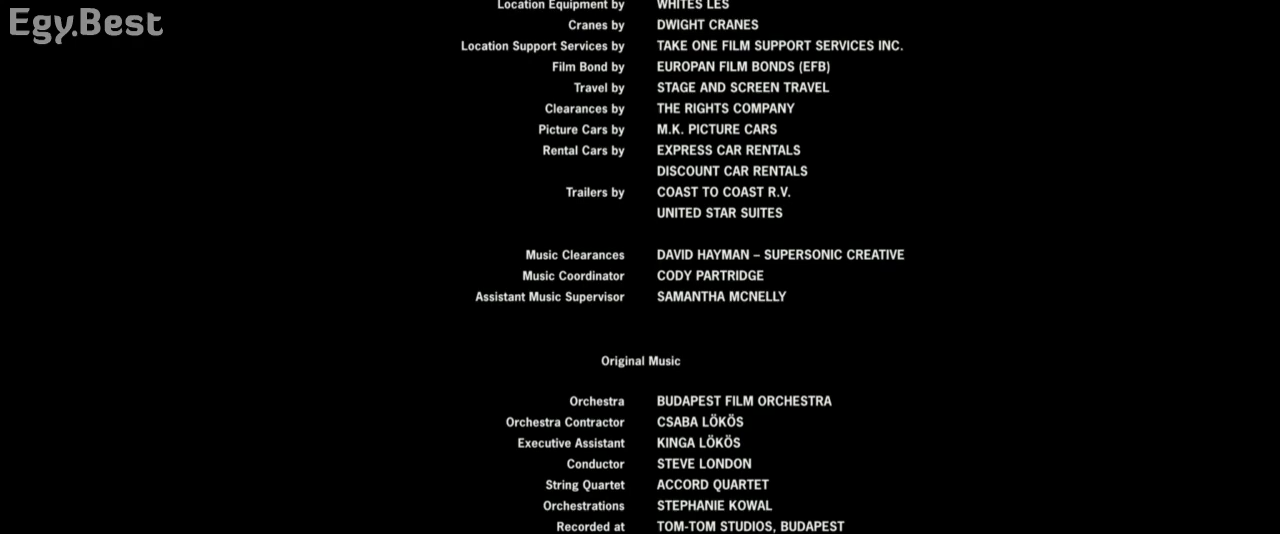 Egy.Best
Location Equipment by WHITES LES
Cranes by DWIGHT CRANES
Location Support Services by TAKE ONE FILM SUPPORT SERVICES INC.
Film Bond by EUROPAN FILM BONDS (EFB)
Travel by STAGE AND SCREEN TRAVEL
Clearances by THE RIGHTS COMPANY
Picture Cars by M.K. PICTURE CARS
Rental Cars by EXPRESS CAR RENTALS
DISCOUNT CAR RENTALS
Trailers by COAST TO COAST R.V.
UNITED STAR SUITES
Music Clearances DAVID HAYMAN – SUPERSONIC CREATIVE
Music Coordinator CODY PARTRIDGE
Assistant Music Supervisor SAMANTHA MCNELLY
Original Music
Orchestra BUDAPEST FILM ORCHESTRA
Orchestra Contractor CSABA LÖKÖS
Executive Assistant KINGA LÖKÖS
Conductor STEVE LONDON
String Quartet ACCORD QUARTET
Orchestrations STEPHANIE KOWAL
Recorded at TOM-TOM STUDIOS, BUDAPEST